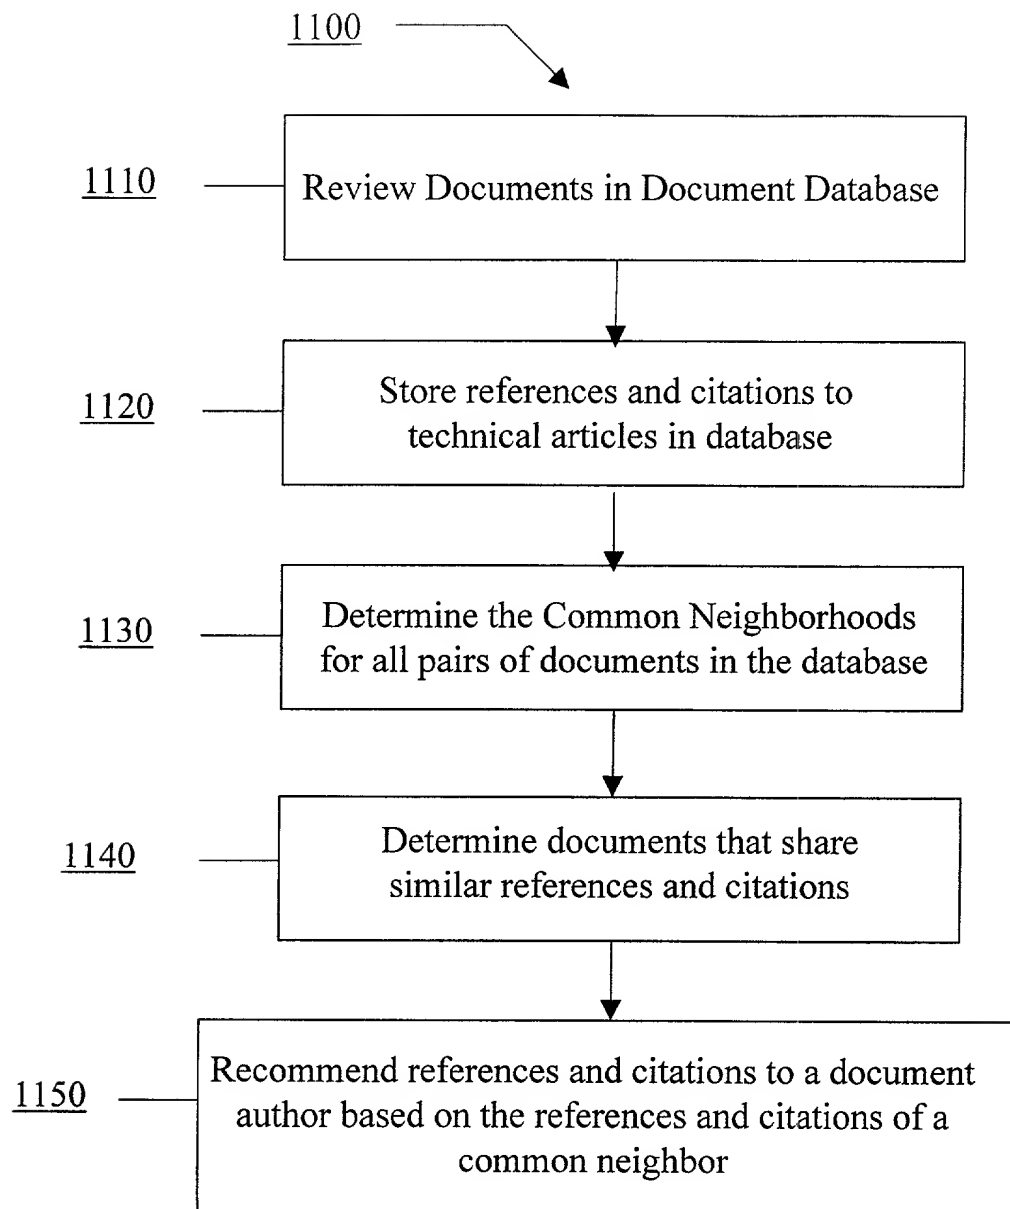 1100
1110
Review Documents in Document Database
1120
Store references and citations to
technical articles in database
1130
Determine the Common Neighborhoods
for all pairs of documents in the database
1140
Determine documents that share
similar references and citations
1150
Recommend references and citations to a document
author based on the references and citations of a
common neighbor